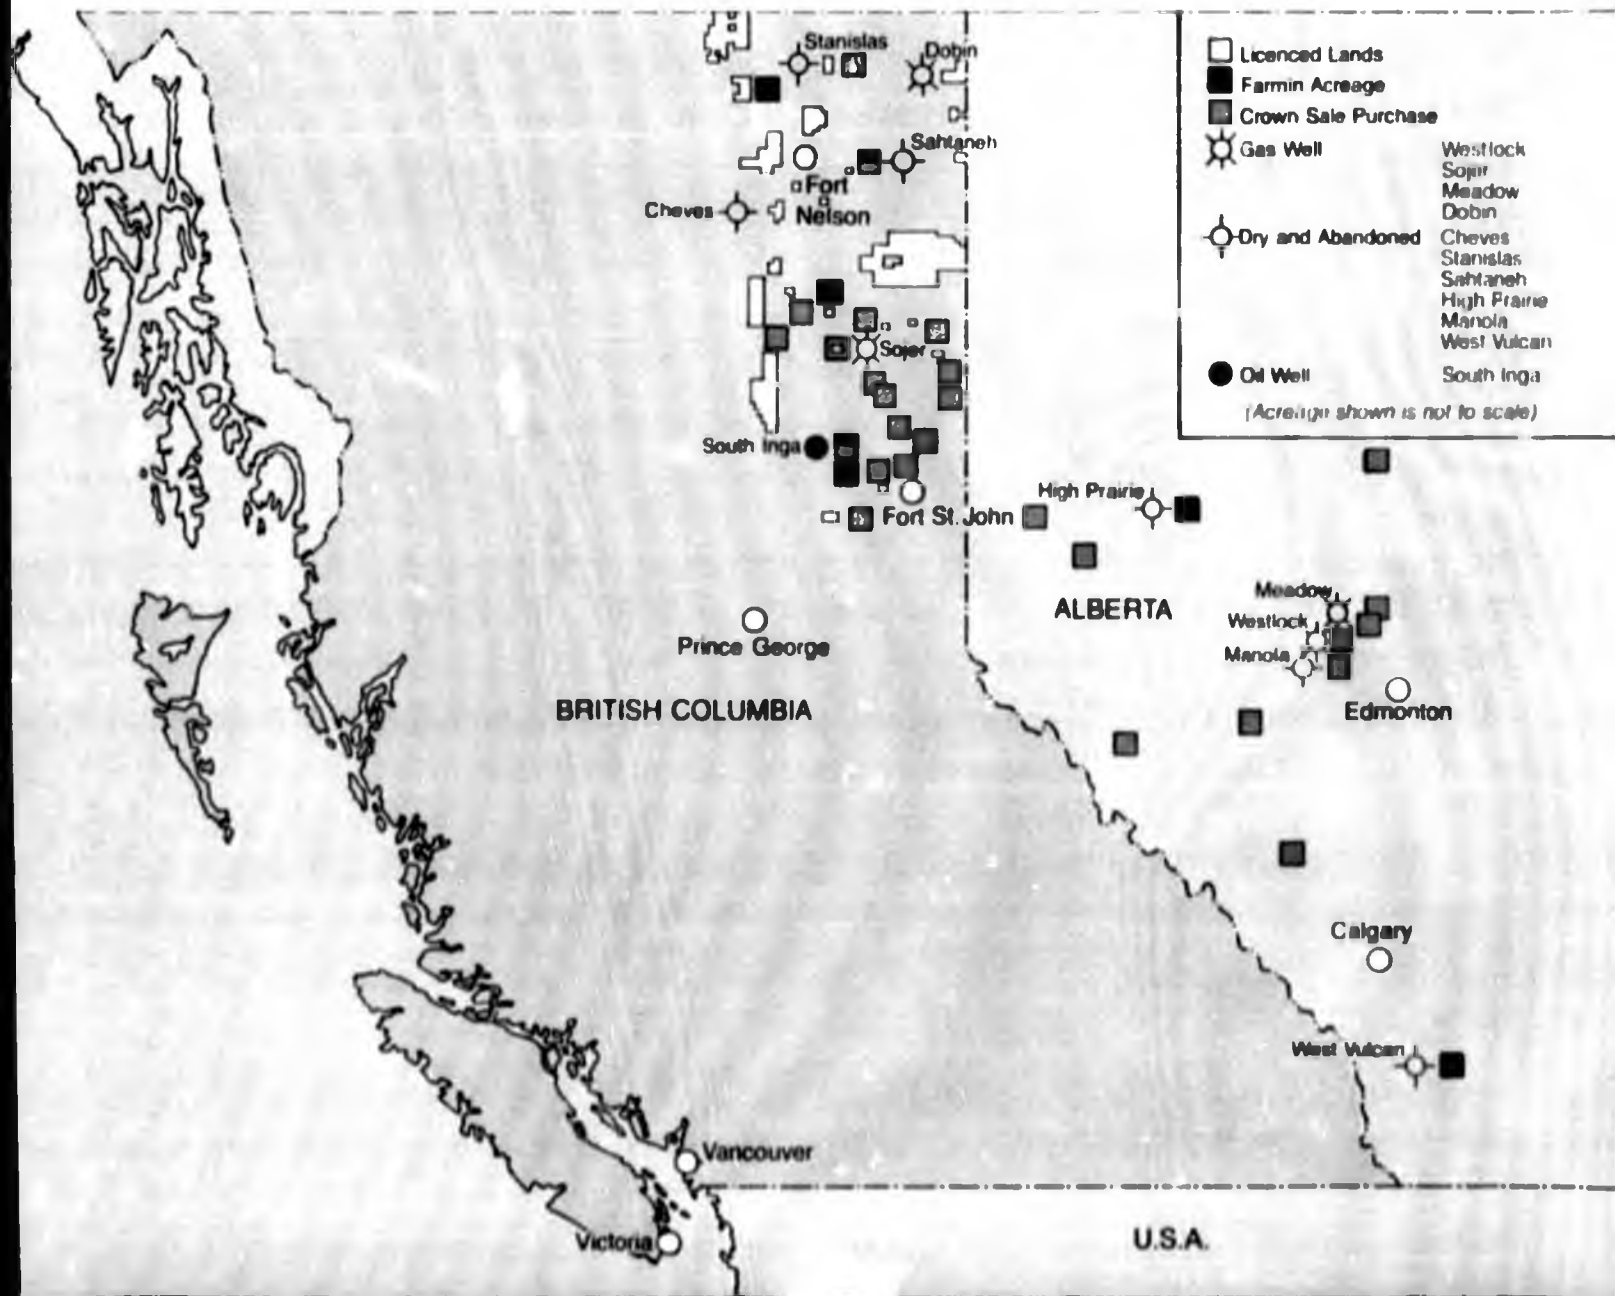 Stanislas
Dobin
Sahtaneh
Fort
Nelson
Cheves
Sojer
South Inga
Fort St. John
High Prairie
ALBERTA
Meadow
Westlock
Manola
Edmonton
Prince George
BRITISH COLUMBIA
Calgary
West Vulcan
Vancouver
Victoria
U.S.A.
Licenced Lands
Farmin Acreage
Crown Sale Purchase
Gas Well Westlock
Sojer
Meadow
Dobin
Dry and Abandoned Cheves
Stanislas
Sahtaneh
High Prairie
Manola
West Vulcan
Oil Well South Inga
(Acreage shown is not to scale)